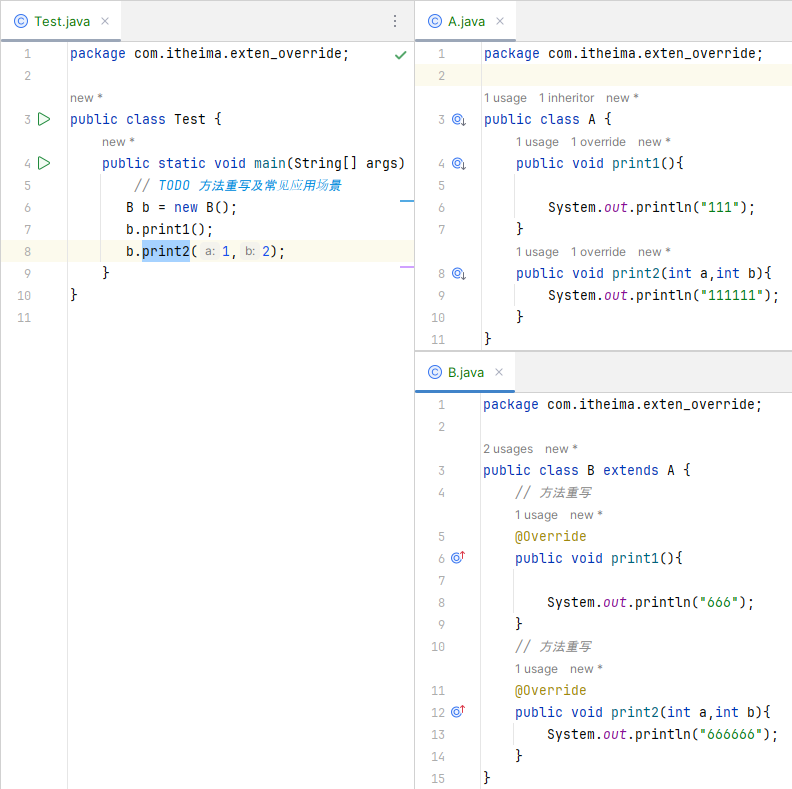 Test.java
1 package com.itheima.exten_override;
2
new *
3 public class Test {
new *
4 public static void main(String[] args)
5 // TODO 方法重写及常见应用场景
6 B b = new B();
7 b.print1();
8 b.print2( a: 1, b: 2);
9 }
10 }
11
A.java
1 package com.itheima.exten_override;
2
1 usage 1 inheritor new *
3 public class A {
1 usage 1 override new *
4 public void print1(){
5
6 System.out.println("111");
7 }
1 usage 1 override new *
8 public void print2(int a,int b){
9 System.out.println("111111");
10 }
11 }
B.java
1 package com.itheima.exten_override;
2
2 usages new *
3 public class B extends A {
4 // 方法重写
1 usage new *
5 @Override
6 public void print1(){
7
8 System.out.println("666");
9 }
10 // 方法重写
1 usage new *
11 @Override
12 public void print2(int a,int b){
13 System.out.println("666666");
14 }
15 }